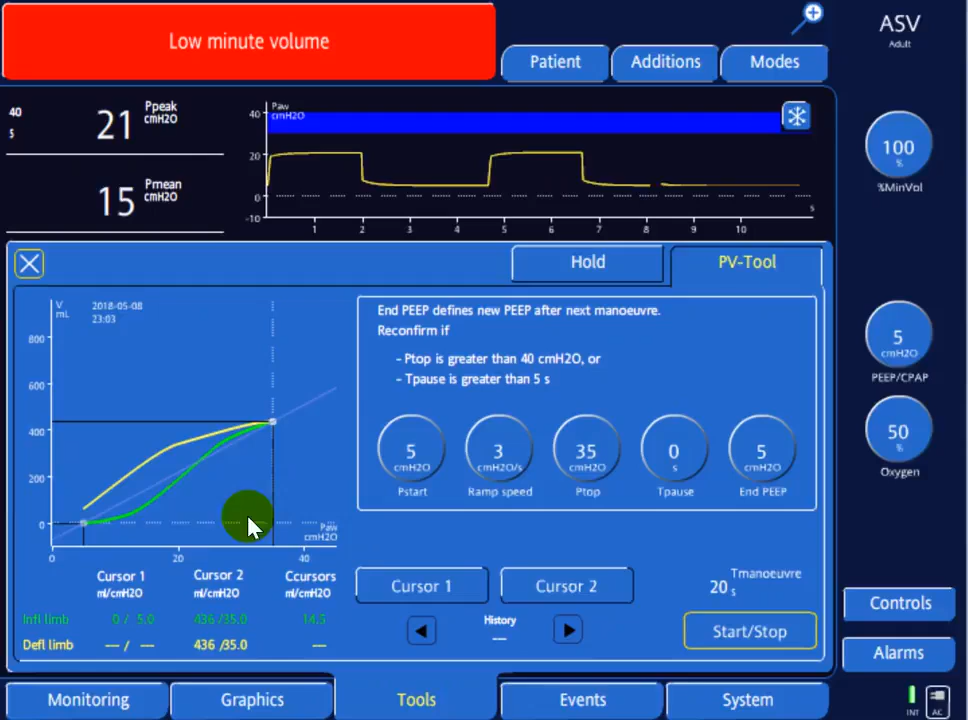 Low minute volume
ASV
Adult
Patient
Additions
Modes
40
s
21
Ppeak
cmH2O
15
Pmean
cmH2O
Paw
cmH2O
40
20
0
-10
1
2
3
4
5
6
7
8
9
10
s
100
%
%MinVol
Hold
PV-Tool
V
mL
2018-05-08
23:03
800
600
400
200
0
0
20
40
Paw
cmH2O
End PEEP defines new PEEP after next manoeuvre.
Reconfirm if
- Ptop is greater than 40 cmH2O, or
- Tpause is greater than 5 s
5
cmH2O
Pstart
3
cmH2O/s
Ramp speed
35
cmH2O
Ptop
0
s
Tpause
5
cmH2O
End PEEP
5
cmH2O
PEEP/CPAP
50
%
Oxygen
Cursor 1
ml/cmH2O
Cursor 2
ml/cmH2O
Ccursors
ml/cmH2O
Infl limb 0 / 5.0 436 /35.0 14.5
Defl limb --- / --- 436 /35.0 ---
Cursor 1
Cursor 2
History
---
20 s
Tmanoeuvre
Start/Stop
Controls
Alarms
Monitoring
Graphics
Tools
Events
System
INT
AC